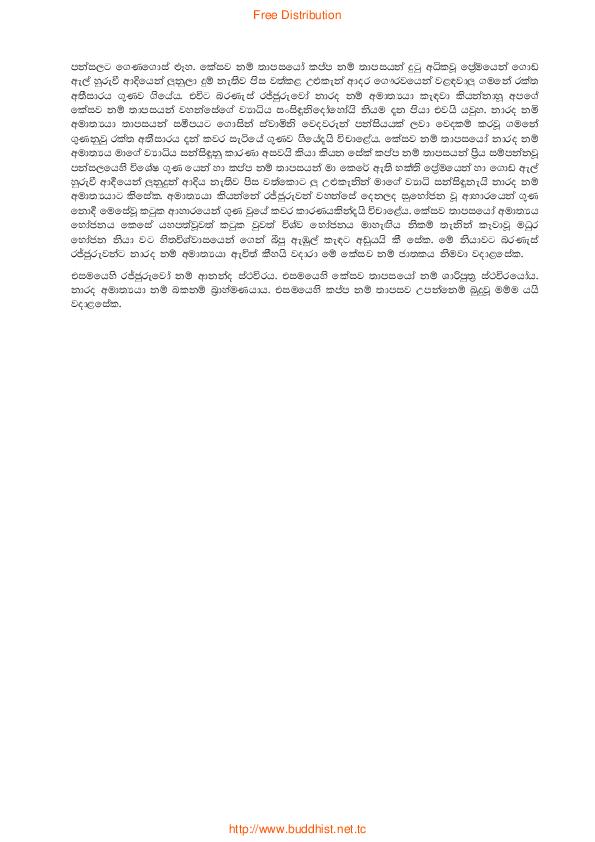 Free Distribution
පන්සලට ගෙණගොස් එූහ. කේසව නම් තාපසයෝ කප්ප නම් තාපසයන් දුටු අධිකවූ ප්‍රේමයෙන් ගොඩ
ඇල් හුරුවී ආදියෙන් ලුනුලා දුම් නැතිව පිස වත්කළ උළුකැන් ආදර ගෞරවයෙන් වළඳවාලූ ගමනේ රක්ත
අතීසාරය ගුණව ගියේය. එවිට බරණැස් රජ්ජුරුවෝ නාරද නම් අමාත්‍යයා කැඳවා කියන්නාහූ අපගේ
කේසව නම් තාපසයන් වහන්සේගේ ව්‍යාධිය සංසිඳුනිදෝහෝයි නියම දැන පියා එවයි යවූහ. නාරද නම්
අමාත්‍යයා තාපසයන් සමීපයට ගොසින් ස්වාමීනි වෙදවරුන් පන්සියයක් ලවා වෙදකම් කරවූ ගමනේ
ගුණනුවූ රක්ත අතීසාරය දැන් කවර සැටියේ ගුණව ගියේදැයි විචාළේය. කේසව නම් තාපසයෝ නාරද නම්
අමාත්‍යය මාගේ ව්‍යාධිය සන්සිඳුනු කාරණා අසවයි කියා කියන සේක් කප්ප නම් තාපසයන් ප්‍රිය සම්පන්නවූ
පන්සලයෙහි විශේෂ ගුණ යෙන් හා කප්ප නම් තාපසයන් මා කෙරේ ඇති භක්ති ප්‍රේමයෙන් හා ගොඩ ඇල්
හුරුවී ආදීයෙන් ලුනුදුන් ආදිය නැතිව පිස වත්කොට ලූ උළුකැනින් මාගේ ව්‍යාධි සන්සිඳුනැයි නාරද නම්
අමාත්‍යයාට කිසේක. අමාත්‍යයා කියන්නේ රජ්ජුරුවන් වහන්සේ දෙනලද සුභෝජන වූ ආහාරයෙන් ගුණ
නොදී මෙසේවූ කටුක ආහාරයෙන් ගුණ වූයේ කවර කාරණයකින්දැයි විචාළේය. කේසව තාපසයෝ අමාත්‍යය
භෝජනය කෙසේ යහපත්වූවත් කටුක වූවත් විශ්ව භෝජනය මාහැඟිය නිකම් තැනින් කෑවාවූ මධුර
භෝජන නියා වට හිතවිශ්වාසයෙන් ගෙන් බීපු ඇඹුල් කැඳට අඩුයයි කී සේක. මේ නියාවට බරණැස්
රජ්ජුරුවන්ට නාරද නම් අමාත්‍යයා ඇවිත් කීහයි වදාරා මේ කේසව නම් ජාතකය නිමවා වදාළසේක.
එසමයෙහි රජ්ජුරුවෝ නම් ආනන්ද ස්ථවිරය. එසමයෙහි කේසව තාපසයෝ නම් ශාරිපුත්‍ර ස්ථවිරයෝය.
නාරද අමාත්‍යයා නම් බකනම් බ්‍රාහ්මණයාය. එසමයෙහි කප්ප නම් තාපසව උපන්නෙම් බුදුවූ මම්ම යයි
වදාළසේක.
http://www.buddhist.net.tc